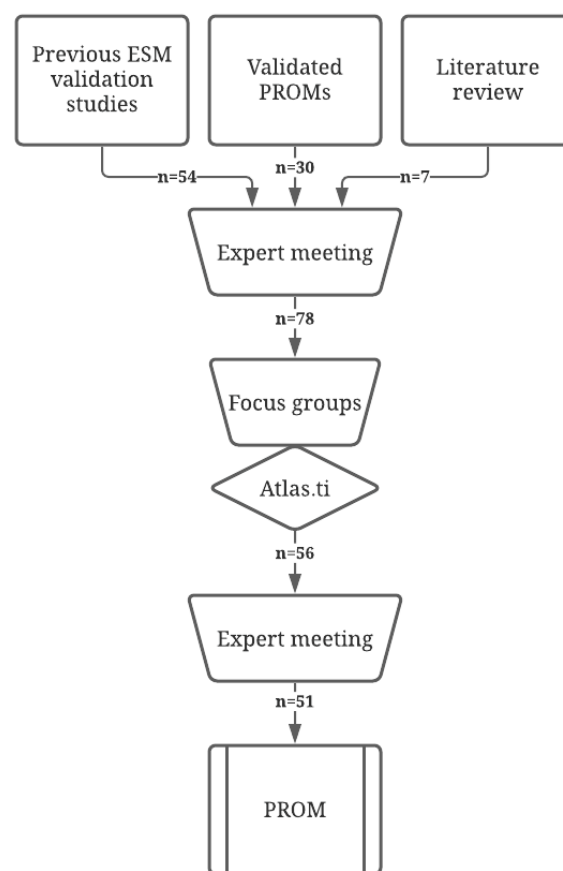 Previous ESM
validation
studies
Validated
PROMs
Literature
review
n=54
n=30
n=7
Expert meeting
n=78
Focus groups
Atlas.ti
n=56
Expert meeting
n=51
PROM